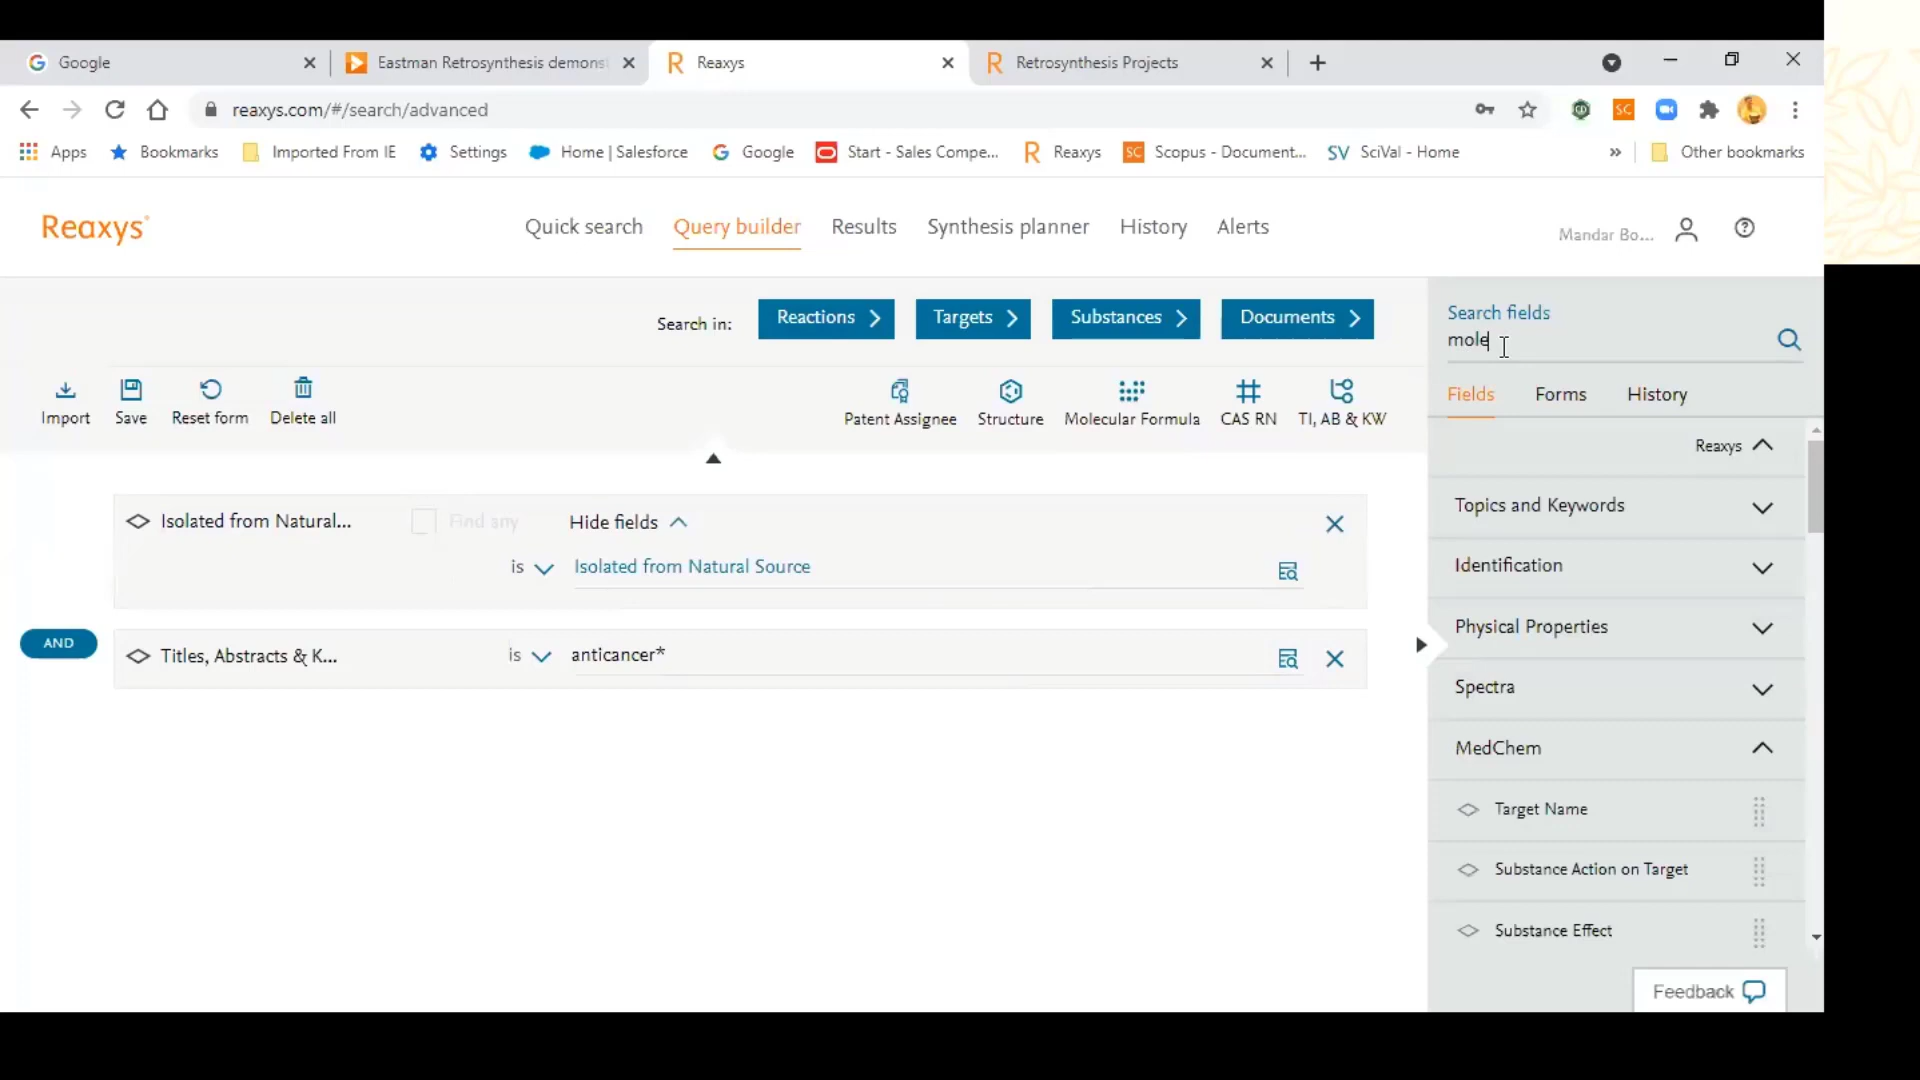 Google
Eastman Retrosynthesis demons
Reaxys
Retrosynthesis Projects
reaxys.com/#/search/advanced
SC
Apps
Bookmarks
Imported From IE
Settings
Home | Salesforce
Google
Start - Sales Compe...
R Reaxys
SC Scopus - Document...
SV SciVal - Home
»
Other bookmarks
Reaxys
Quick search
Query builder
Results
Synthesis planner
History
Alerts
Mandar Bo...
Search in:
Reactions
Targets
Substances
Documents
Search fields
mole
Import
Save
Reset form
Delete all
Patent Assignee
Structure
Molecular Formula
CAS RN
TI, AB & KW
Fields
Forms
History
Reaxys
Isolated from Natural...
Find any
Hide fields
is
Isolated from Natural Source
AND
Titles, Abstracts & K...
is
anticancer*
Topics and Keywords
Identification
Physical Properties
Spectra
MedChem
Target Name
Substance Action on Target
Substance Effect
Feedback